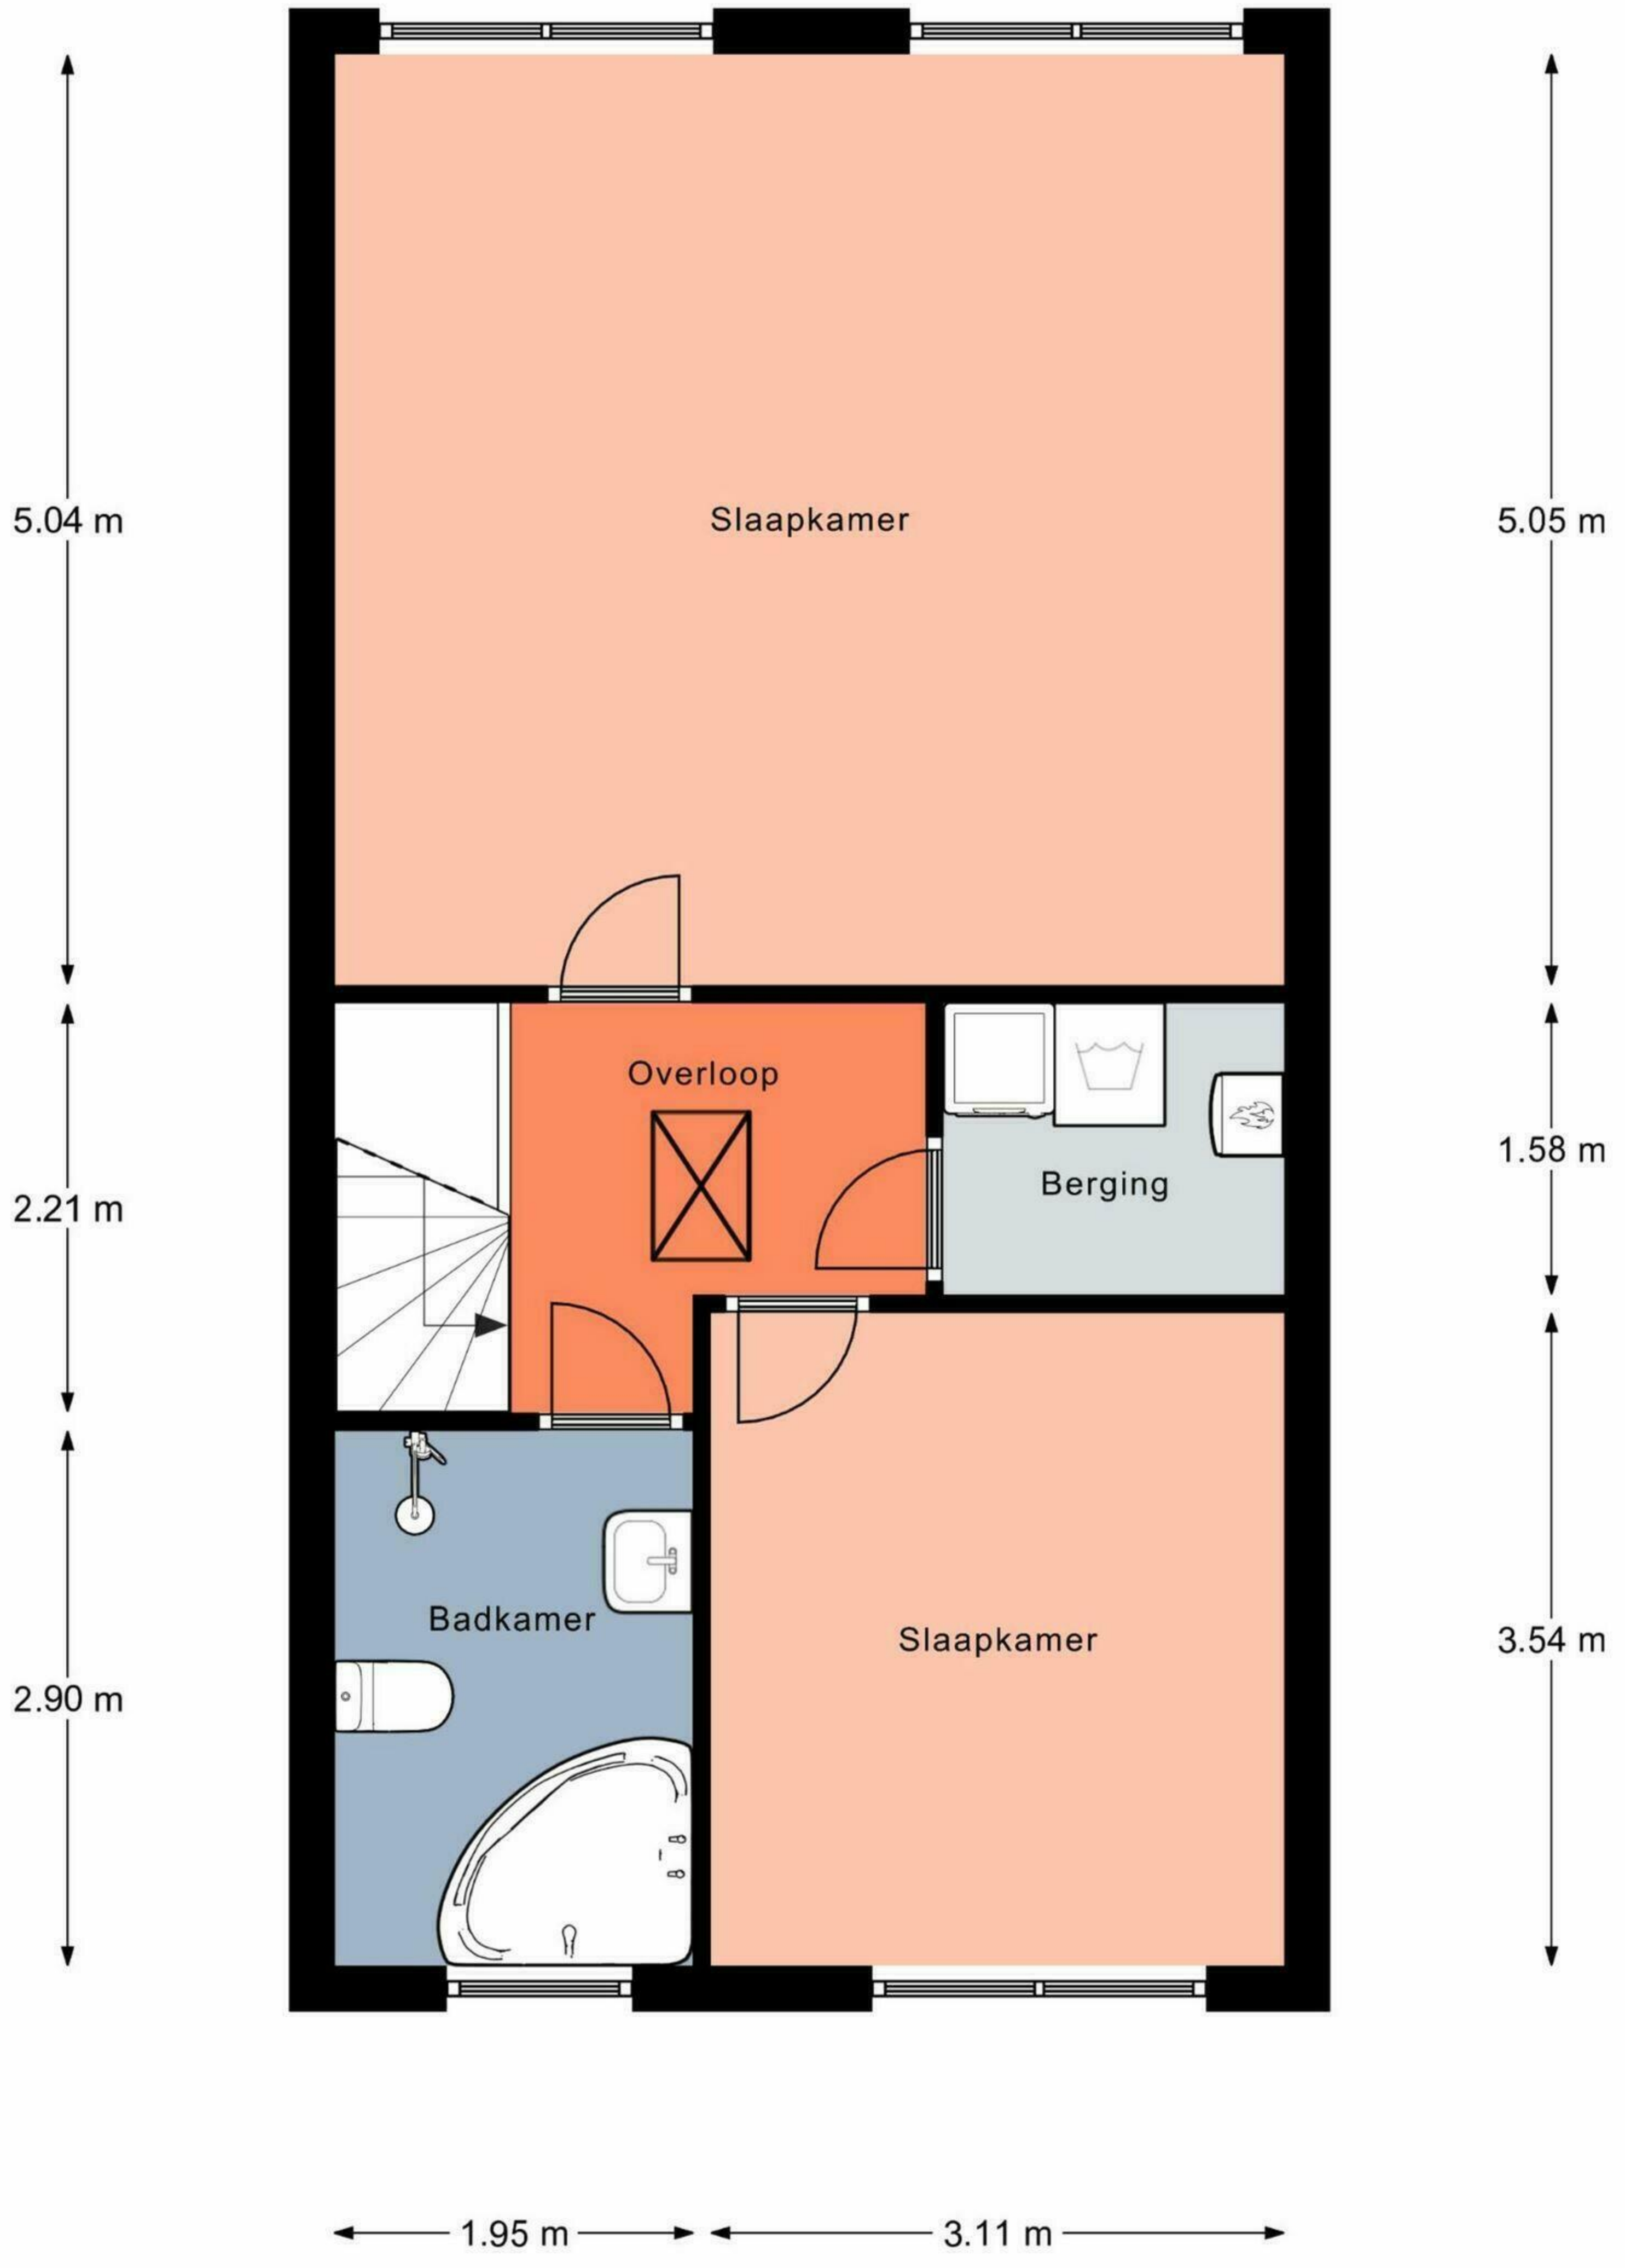 Slaapkamer
5.04 m
5.05 m
Overloop
Berging
1.58 m
2.21 m
Badkamer
Slaapkamer
3.54 m
2.90 m
1.95 m
3.11 m